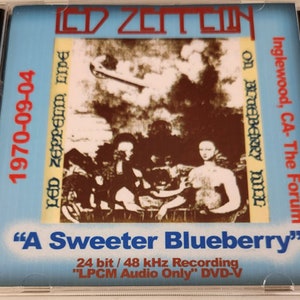 LED ZEPPELIN
LED ZEPPELIN LIVE
ON BLUEBERRY HILL
1970-09-04
Inglewood, CA- The Forum
"A Sweeter Blueberry"
24 bit / 48 kHz Recording
"LPCM Audio Only" DVD-V